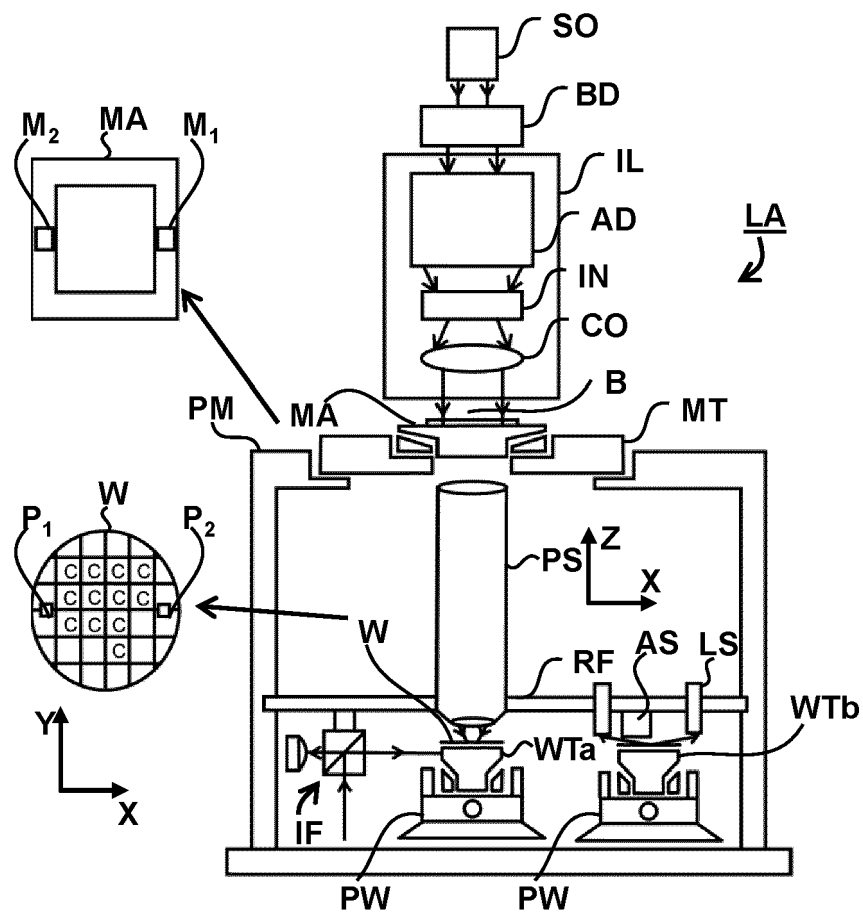 SO
BD
IL
AD
IN
CO
B
LA
M2 MA M1
PM MA MT
W
P1 P2
C C C C
C C C C
C C C
C
Z
X
PS
W
RF AS LS
W WTa WTb
Y
X
IF
PW PW